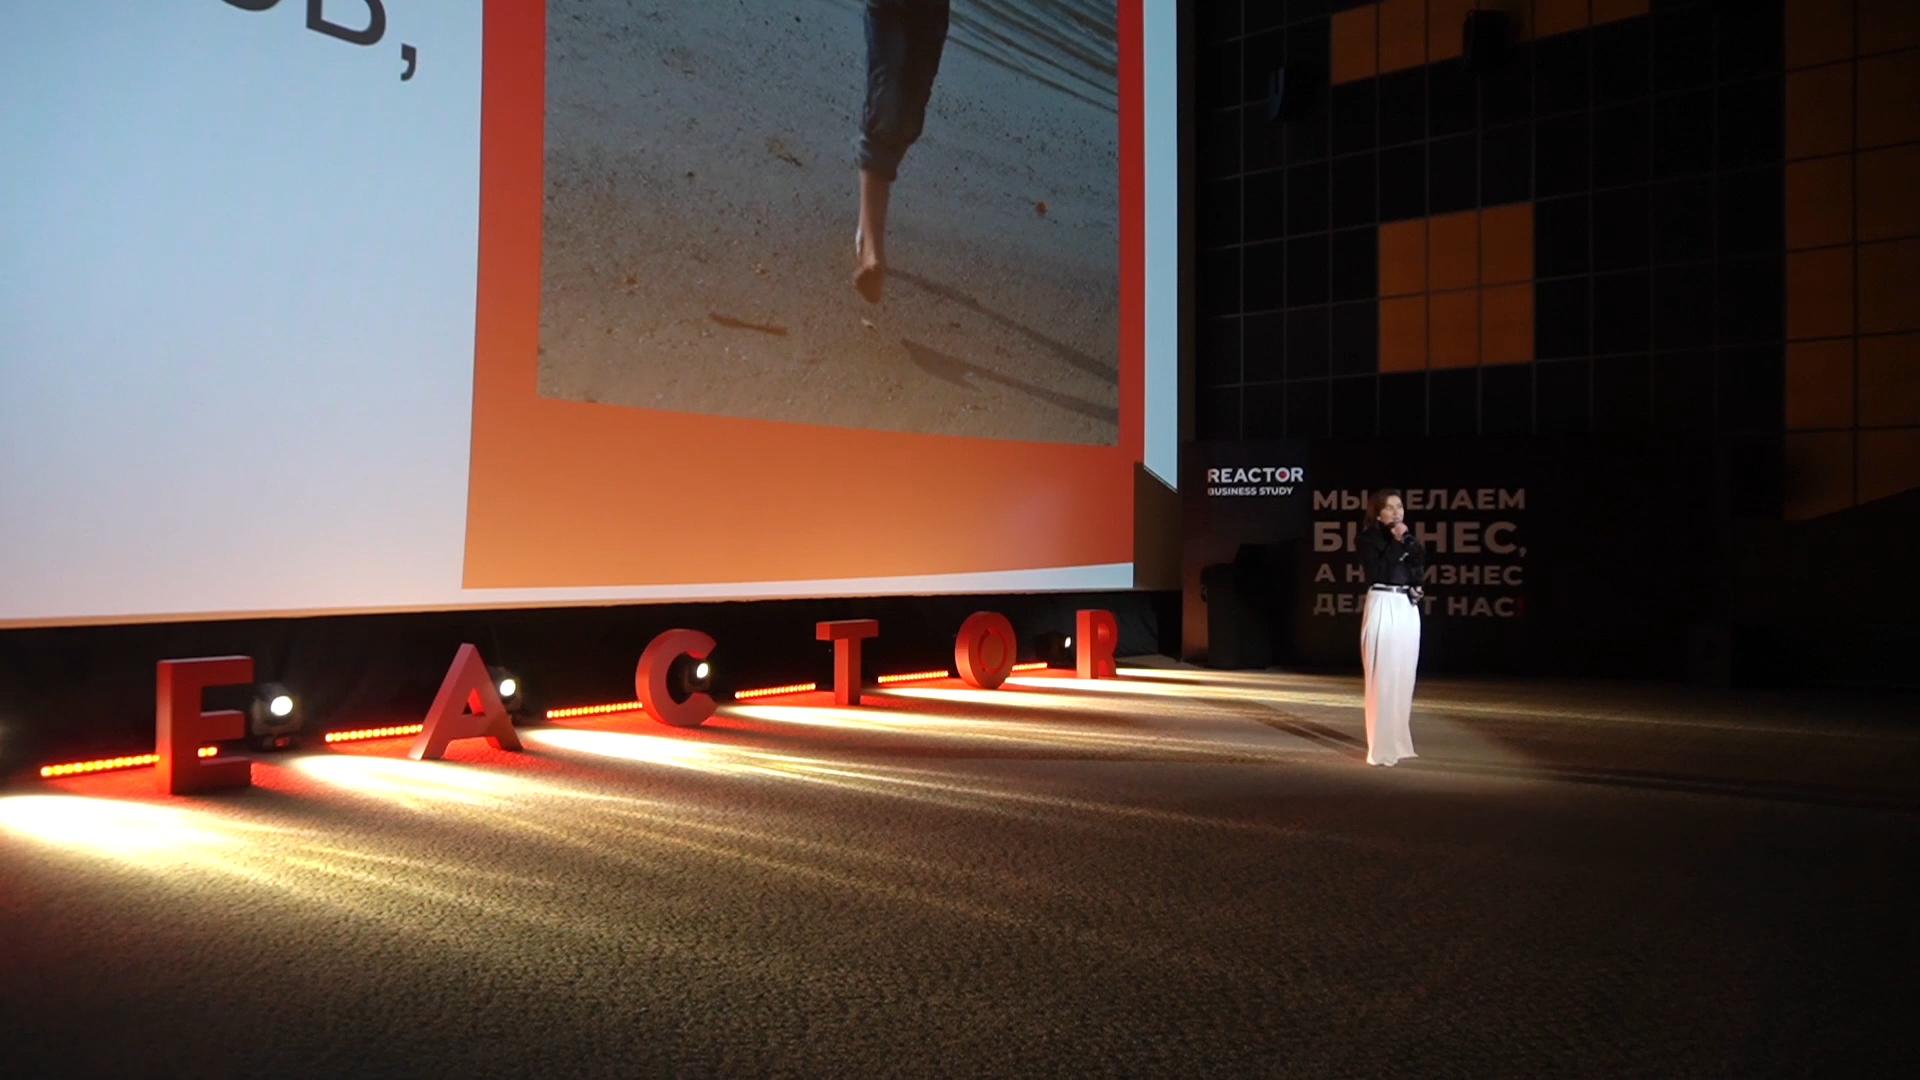 EACTOR
REACTOR
BUSINESS STUDY
МЫ ДЕЛАЕМ
БИЗНЕС,
А НЕ БИЗНЕС
ДЕЛАЕТ НАС!